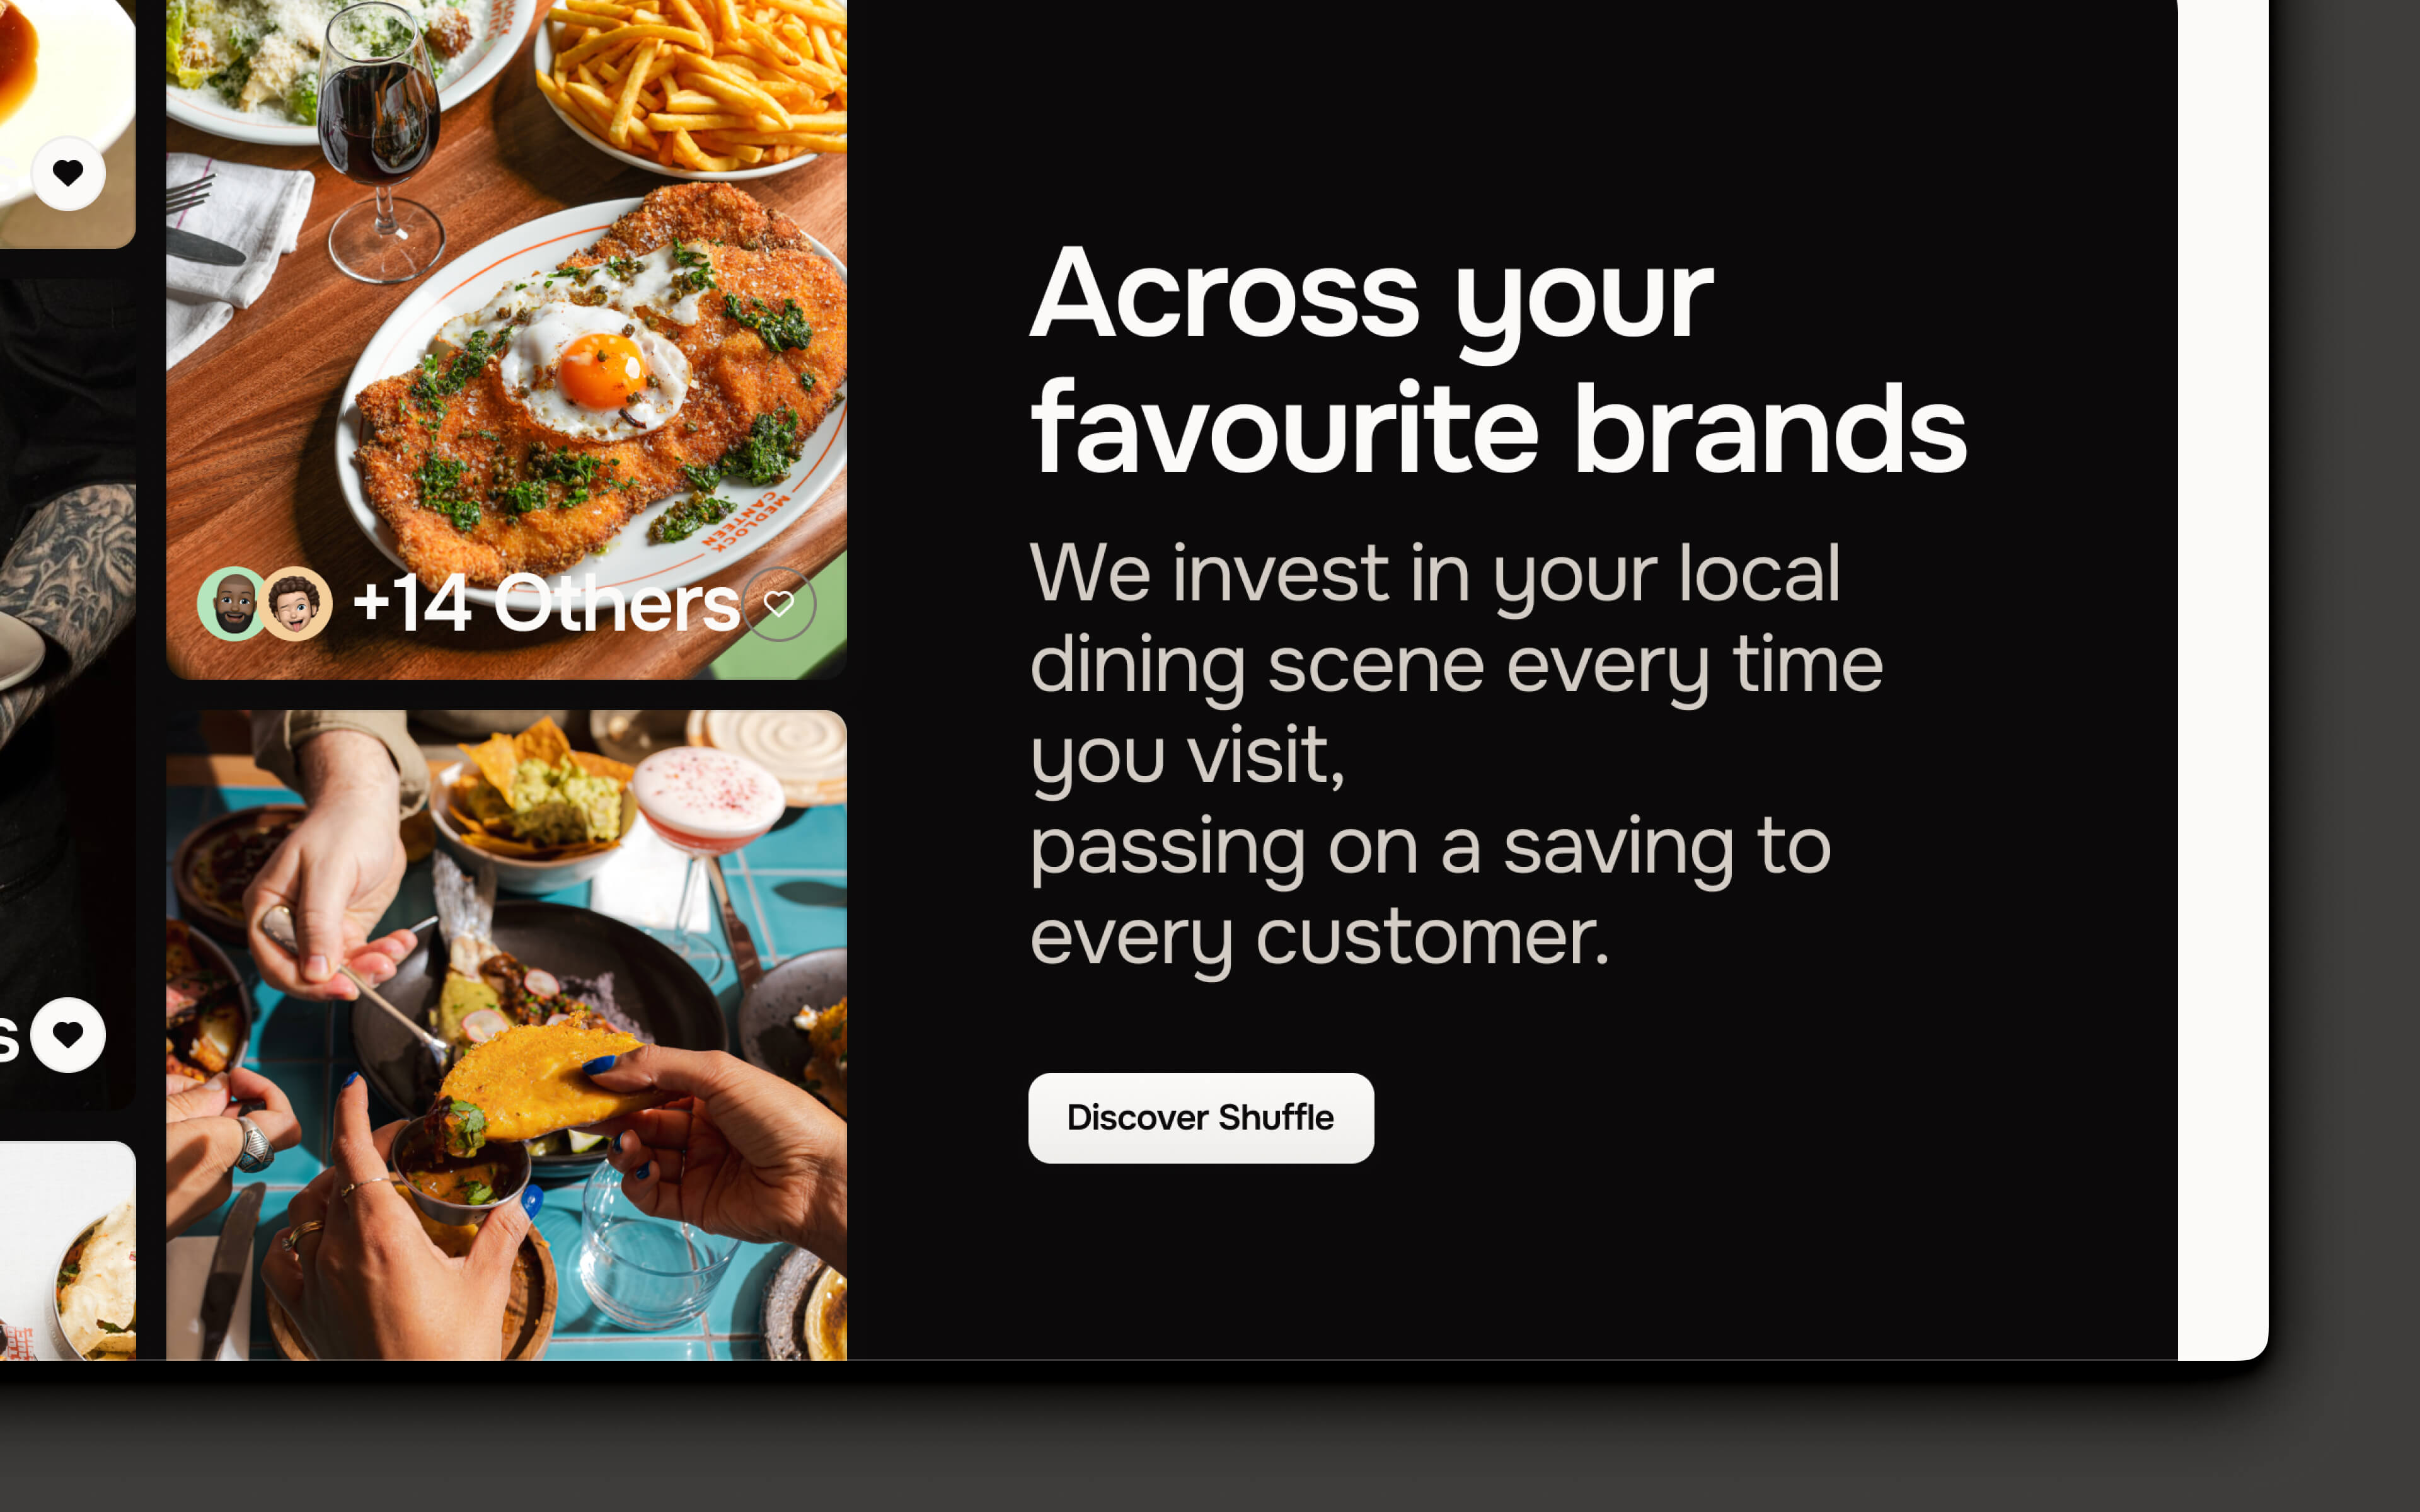 Across your
favourite brands
We invest in your local
dining scene every time
you visit,
passing on a saving to
every customer.
Discover Shuffle
+14 Others
MEDLOCK
CANTEEN
s